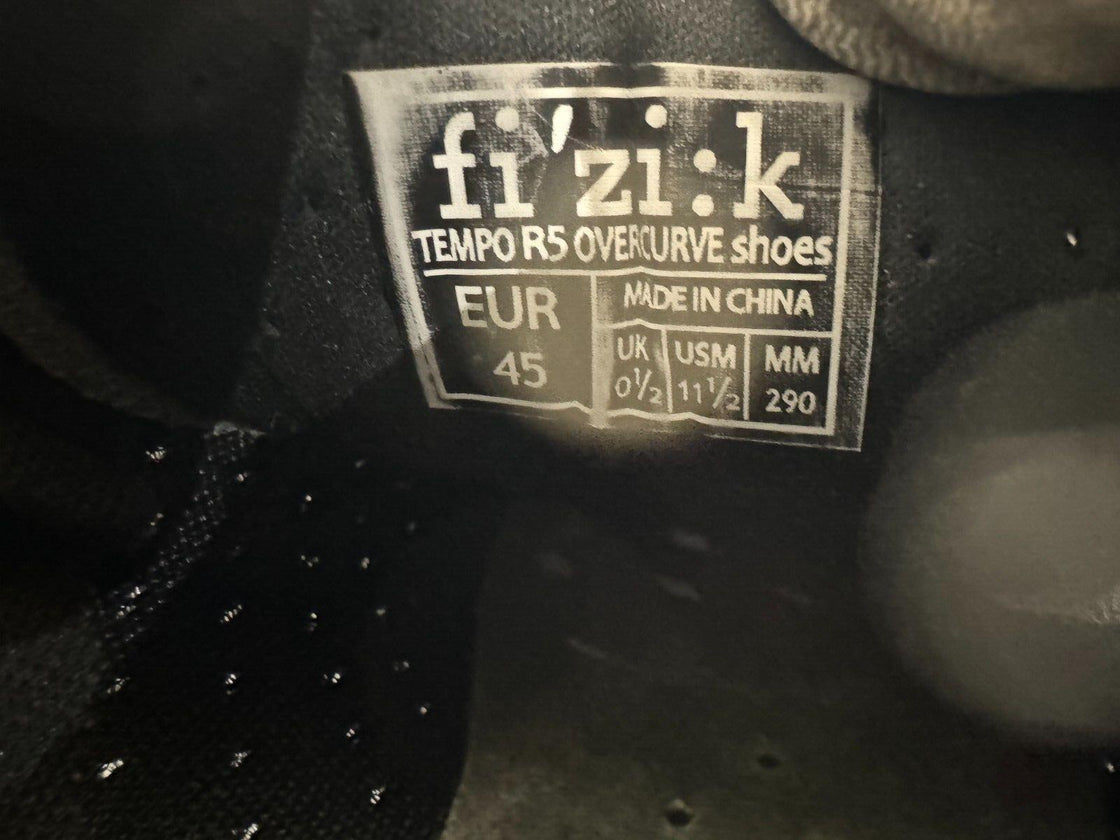 fi'zi:k
TEMPO R5 OVERCURVE shoes
EUR
45
MADE IN CHINA
UK
0½
USM
11½
MM
290